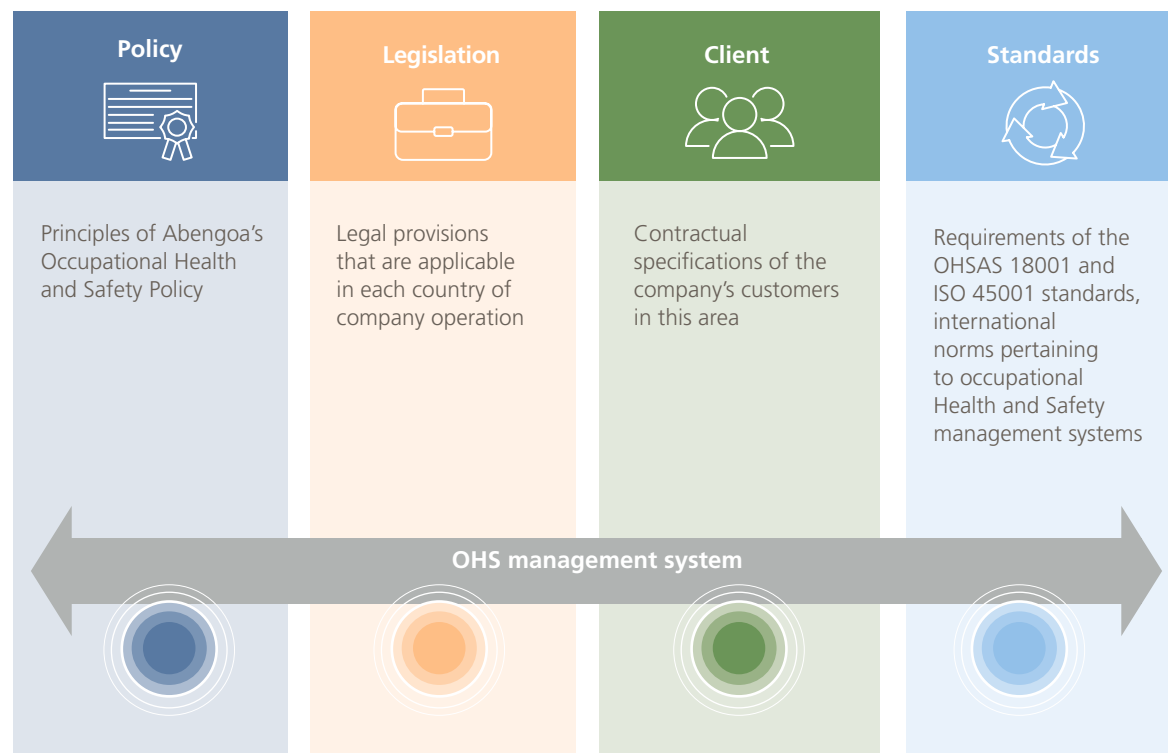 Policy
Principles of Abengoa’s
Occupational Health
and Safety Policy
Legislation
Legal provisions
that are applicable
in each country of
company operation
Client
Contractual
specifications of the
company’s customers
in this area
Standards
Requirements of the
OHSAS 18001 and
ISO 45001 standards,
international
norms pertaining
to occupational
Health and Safety
management systems
OHS management system